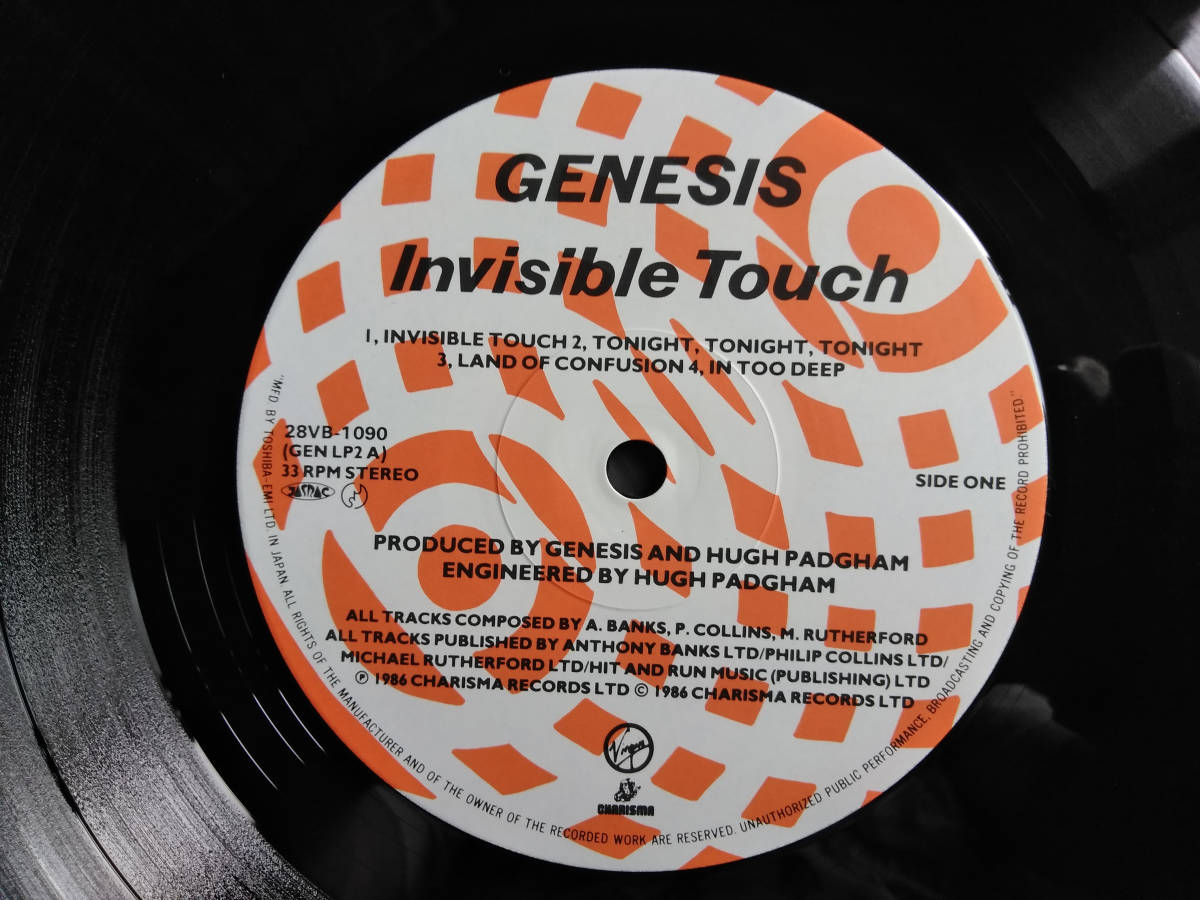 GENESIS
Invisible Touch
1, INVISIBLE TOUCH 2, TONIGHT, TONIGHT, TONIGHT
3, LAND OF CONFUSION 4, IN TOO DEEP
28VB-1090
(GEN LP2 A)
33 RPM STEREO
JASRAC
SIDE ONE
PRODUCED BY GENESIS AND HUGH PADGHAM
ENGINEERED BY HUGH PADGHAM
ALL TRACKS COMPOSED BY A. BANKS, P. COLLINS, M. RUTHERFORD
ALL TRACKS PUBLISHED BY ANTHONY BANKS LTD/PHILIP COLLINS LTD/
MICHAEL RUTHERFORD LTD/HIT AND RUN MUSIC (PUBLISHING) LTD
℗ 1986 CHARISMA RECORDS LTD © 1986 CHARISMA RECORDS LTD
Virgin
CHARISMA
"MFD. BY TOSHIBA-EMI LTD. IN JAPAN ALL RIGHTS OF THE MANUFACTURER AND OF THE OWNER OF THE RECORDED WORK ARE RESERVED. UNAUTHORIZED PUBLIC PERFORMANCE, BROADCASTING AND COPYING OF THE RECORD PROHIBITED."